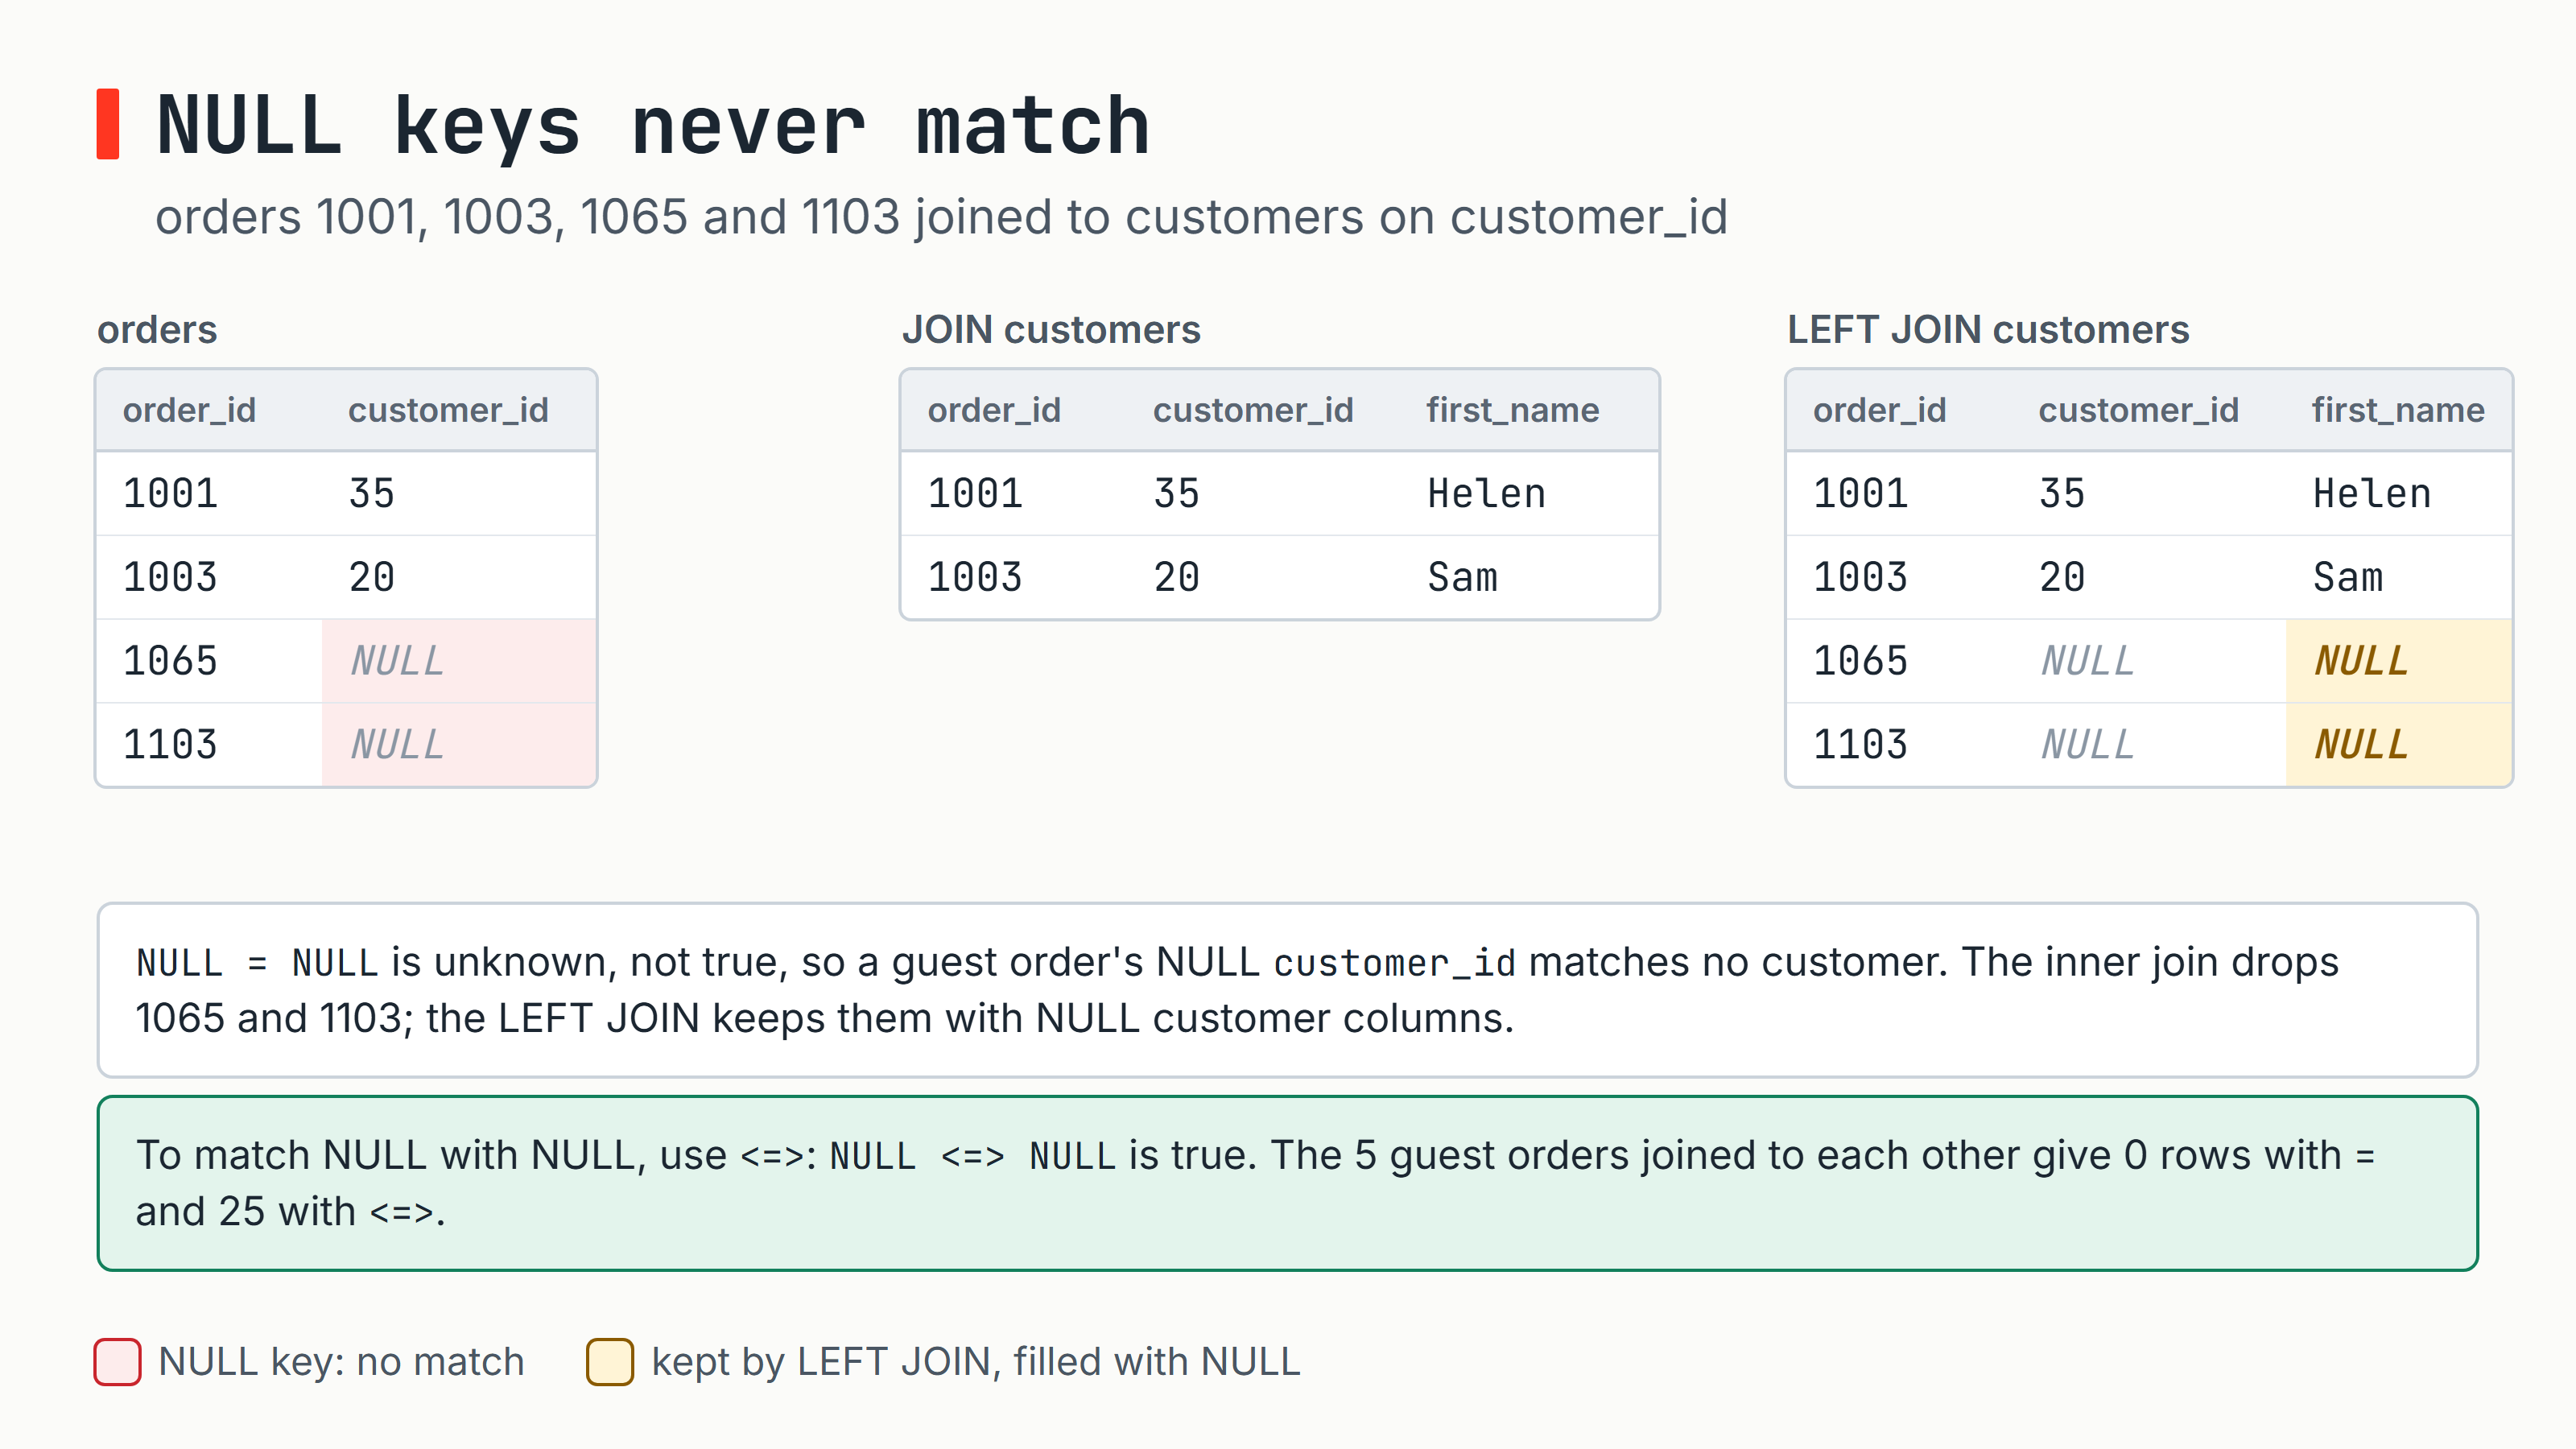 NULL keys never match
orders 1001, 1003, 1065 and 1103 joined to customers on customer_id
orders
order_id customer_id
1001 35
1003 20
1065 NULL
1103 NULL
JOIN customers
order_id customer_id first_name
1001 35 Helen
1003 20 Sam
LEFT JOIN customers
order_id customer_id first_name
1001 35 Helen
1003 20 Sam
1065 NULL NULL
1103 NULL NULL
NULL = NULL is unknown, not true, so a guest order's NULL customer_id matches no customer. The inner join drops
1065 and 1103; the LEFT JOIN keeps them with NULL customer columns.
To match NULL with NULL, use <=>: NULL <=> NULL is true. The 5 guest orders joined to each other give 0 rows with =
and 25 with <=>.
NULL key: no match
kept by LEFT JOIN, filled with NULL